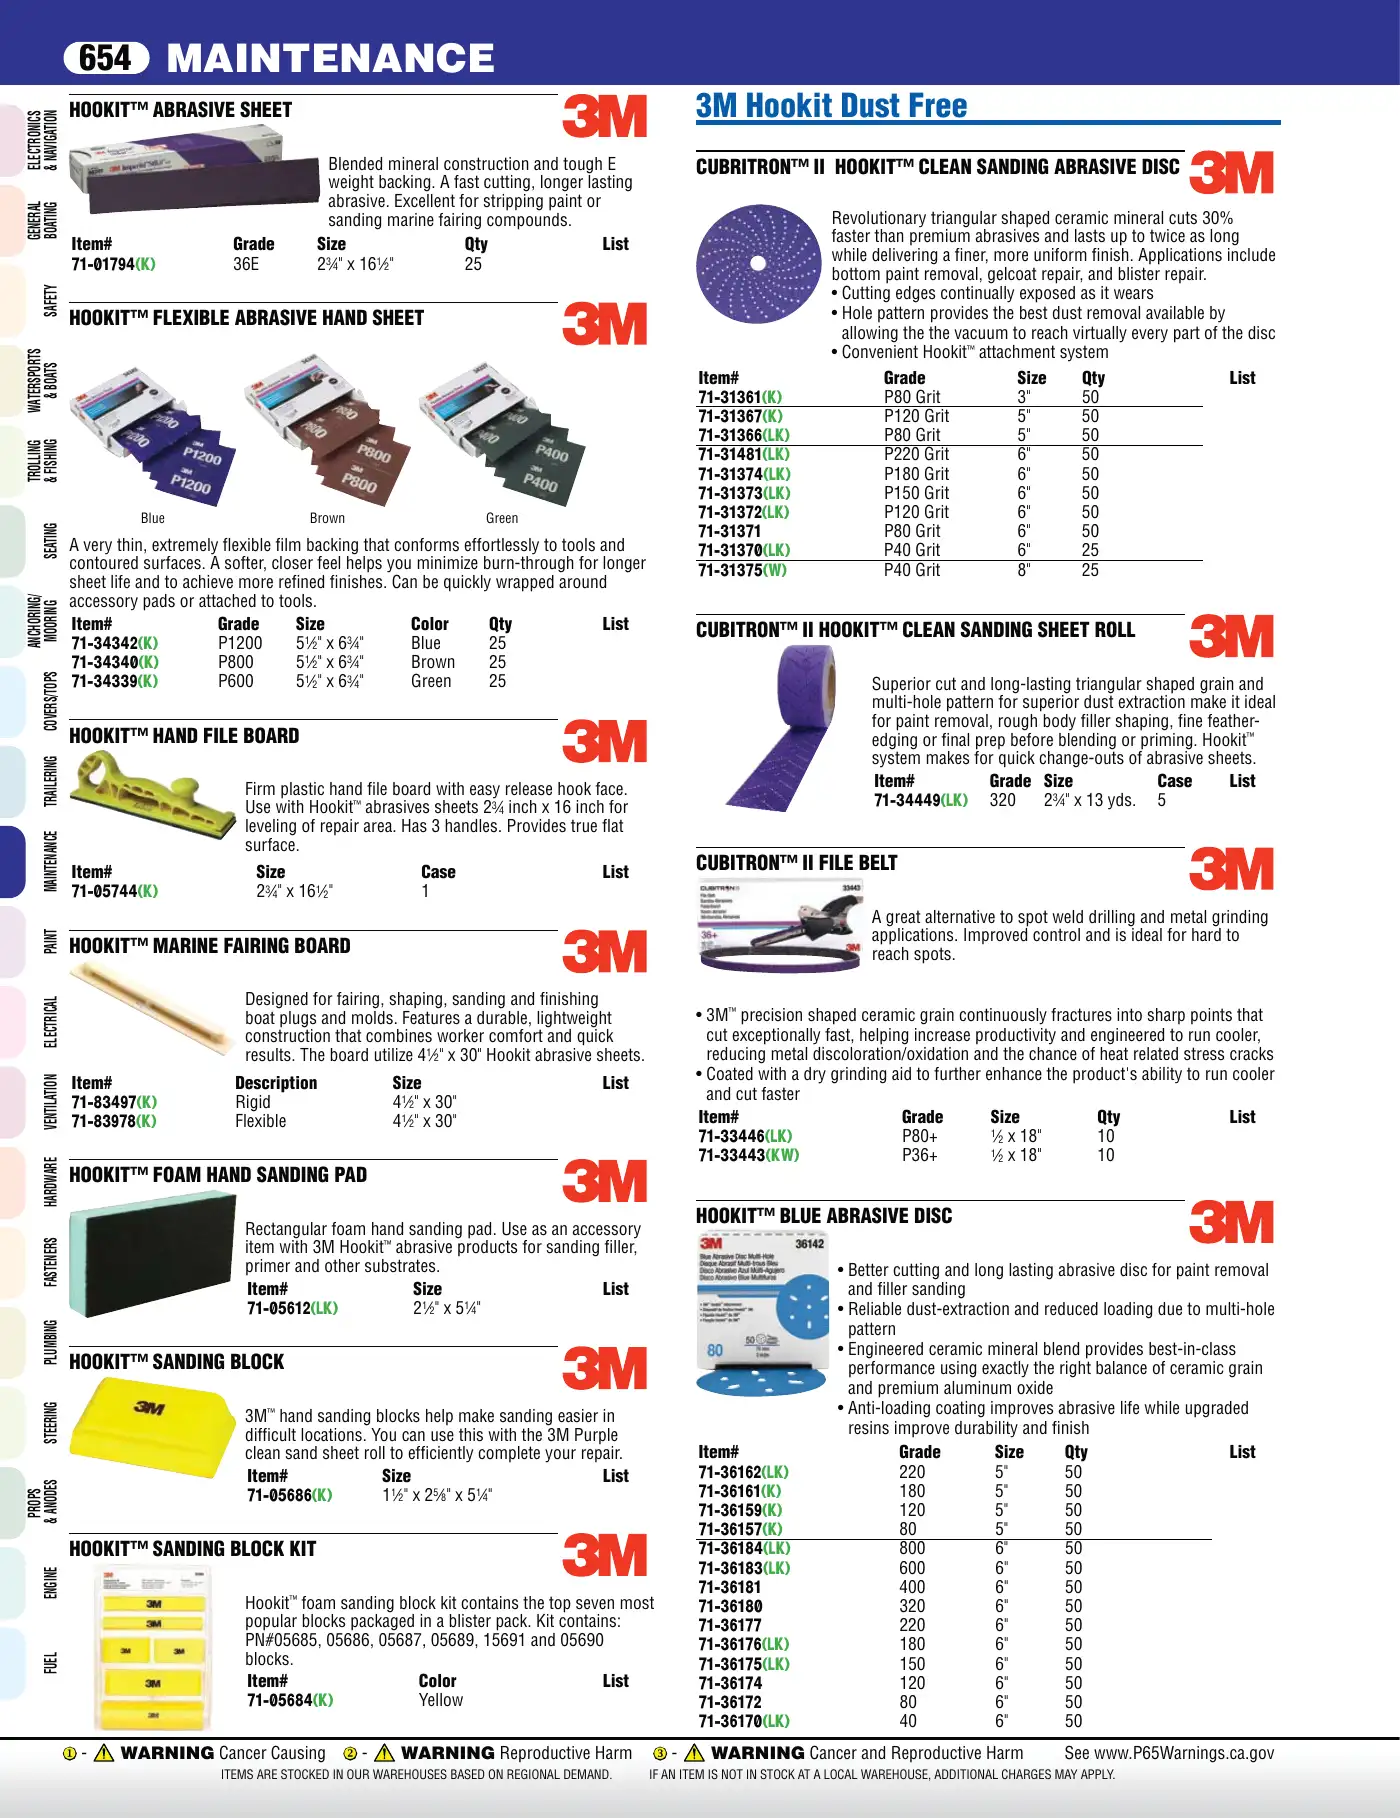 654 MAINTENANCE
ELECTRONICS
& NAVIGATION
GENERAL
BOATING
SAFETY
WATERSPORTS
& BOATS
TROLLING
& FISHING
SEATING
ANCHORING/
MOORING
COVERS/TOPS
TRAILERING
MAINTENANCE
PAINT
ELECTRICAL
VENTILATION
HARDWARE
FASTENERS
PLUMBING
STEERING
PROPS
& ANODES
ENGINE
FUEL
HOOKIT™ ABRASIVE SHEET
3M
Blended mineral construction and tough E
weight backing. A fast cutting, longer lasting
abrasive. Excellent for stripping paint or
sanding marine fairing compounds.
Item# Grade Size Qty List
71-01794(K) 36E 2¾" x 16½" 25
HOOKIT™ FLEXIBLE ABRASIVE HAND SHEET
3M
P1200
P1200
P1200
P800
P800
P800
P400
P400
P400
Blue Brown Green
A very thin, extremely flexible film backing that conforms effortlessly to tools and
contoured surfaces. A softer, closer feel helps you minimize burn-through for longer
sheet life and to achieve more refined finishes. Can be quickly wrapped around
accessory pads or attached to tools.
Item# Grade Size Color Qty List
71-34342(K) P1200 5½" x 6¾" Blue 25
71-34340(K) P800 5½" x 6¾" Brown 25
71-34339(K) P600 5½" x 6¾" Green 25
HOOKIT™ HAND FILE BOARD
3M
Firm plastic hand file board with easy release hook face.
Use with Hookit™ abrasives sheets 2¾ inch x 16 inch for
leveling of repair area. Has 3 handles. Provides true flat
surface.
Item# Size Case List
71-05744(K) 2¾" x 16½" 1
HOOKIT™ MARINE FAIRING BOARD
3M
Designed for fairing, shaping, sanding and finishing
boat plugs and molds. Features a durable, lightweight
construction that combines worker comfort and quick
results. The board utilize 4½" x 30" Hookit abrasive sheets.
Item# Description Size List
71-83497(K) Rigid 4½" x 30"
71-83978(K) Flexible 4½" x 30"
HOOKIT™ FOAM HAND SANDING PAD
3M
Rectangular foam hand sanding pad. Use as an accessory
item with 3M Hookit™ abrasive products for sanding filler,
primer and other substrates.
Item# Size List
71-05612(LK) 2½" x 5¼"
HOOKIT™ SANDING BLOCK
3M
3M
3M™ hand sanding blocks help make sanding easier in
difficult locations. You can use this with the 3M Purple
clean sand sheet roll to efficiently complete your repair.
Item# Size List
71-05686(K) 1½" x 2⅝" x 5¼"
HOOKIT™ SANDING BLOCK KIT
3M
3M
3M
3M 3M
3M
3M
Hookit™ foam sanding block kit contains the top seven most
popular blocks packaged in a blister pack. Kit contains:
PN#05685, 05686, 05687, 05689, 15691 and 05690
blocks.
Item# Color List
71-05684(K) Yellow
3M Hookit Dust Free
CUBRITRON™ II HOOKIT™ CLEAN SANDING ABRASIVE DISC
3M
Revolutionary triangular shaped ceramic mineral cuts 30%
faster than premium abrasives and lasts up to twice as long
while delivering a finer, more uniform finish. Applications include
bottom paint removal, gelcoat repair, and blister repair.
• Cutting edges continually exposed as it wears
• Hole pattern provides the best dust removal available by
allowing the the vacuum to reach virtually every part of the disc
• Convenient Hookit™ attachment system
Item# Grade Size Qty List
71-31361(K) P80 Grit 3" 50
71-31367(K) P120 Grit 5" 50
71-31366(LK) P80 Grit 5" 50
71-31481(LK) P220 Grit 6" 50
71-31374(LK) P180 Grit 6" 50
71-31373(LK) P150 Grit 6" 50
71-31372(LK) P120 Grit 6" 50
71-31371 P80 Grit 6" 50
71-31370(LK) P40 Grit 6" 25
71-31375(W) P40 Grit 8" 25
CUBITRON™ II HOOKIT™ CLEAN SANDING SHEET ROLL
3M
Superior cut and long-lasting triangular shaped grain and
multi-hole pattern for superior dust extraction make it ideal
for paint removal, rough body filler shaping, fine feather-
edging or final prep before blending or priming. Hookit™
system makes for quick change-outs of abrasive sheets.
Item# Grade Size Case List
71-34449(LK) 320 2¾" x 13 yds. 5
CUBITRON™ II FILE BELT
3M
CUBITRON 33443
36+
3M
A great alternative to spot weld drilling and metal grinding
applications. Improved control and is ideal for hard to
reach spots.
• 3M™ precision shaped ceramic grain continuously fractures into sharp points that
cut exceptionally fast, helping increase productivity and engineered to run cooler,
reducing metal discoloration/oxidation and the chance of heat related stress cracks
• Coated with a dry grinding aid to further enhance the product's ability to run cooler
and cut faster
Item# Grade Size Qty List
71-33446(LK) P80+ ½ x 18" 10
71-33443(KW) P36+ ½ x 18" 10
HOOKIT™ BLUE ABRASIVE DISC
3M
3M 36142
Blue Abrasive Disc Multi-Hole
Disque Abrasif Multi-trous Bleu
Disco Abrasivo Azul Multi-Agujero
Disco Abrasivo Blue Multifuros
50
80
• Better cutting and long lasting abrasive disc for paint removal
and filler sanding
• Reliable dust-extraction and reduced loading due to multi-hole
pattern
• Engineered ceramic mineral blend provides best-in-class
performance using exactly the right balance of ceramic grain
and premium aluminum oxide
• Anti-loading coating improves abrasive life while upgraded
resins improve durability and finish
Item# Grade Size Qty List
71-36162(LK) 220 5" 50
71-36161(K) 180 5" 50
71-36159(K) 120 5" 50
71-36157(K) 80 5" 50
71-36184(LK) 800 6" 50
71-36183(LK) 600 6" 50
71-36181 400 6" 50
71-36180 320 6" 50
71-36177 220 6" 50
71-36176(LK) 180 6" 50
71-36175(LK) 150 6" 50
71-36174 120 6" 50
71-36172 80 6" 50
71-36170(LK) 40 6" 50
1 - WARNING Cancer Causing 2 - WARNING Reproductive Harm 3 - WARNING Cancer and Reproductive Harm See www.P65Warnings.ca.gov
ITEMS ARE STOCKED IN OUR WAREHOUSES BASED ON REGIONAL DEMAND. IF AN ITEM IS NOT IN STOCK AT A LOCAL WAREHOUSE, ADDITIONAL CHARGES MAY APPLY.